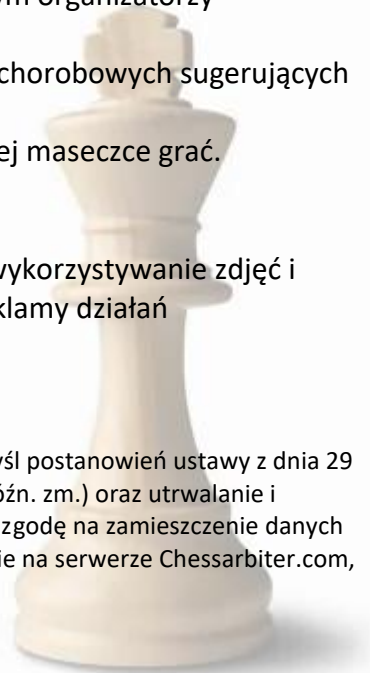 ym organizatorzy
chorobowych sugerujących
ej maseczce grać.
wykorzystywanie zdjęć i
klamy działań
yśl postanowień ustawy z dnia 29
óźn. zm.) oraz utrwalanie i
zgodę na zamieszczenie danych
ie na serwerze Chessarbiter.com,